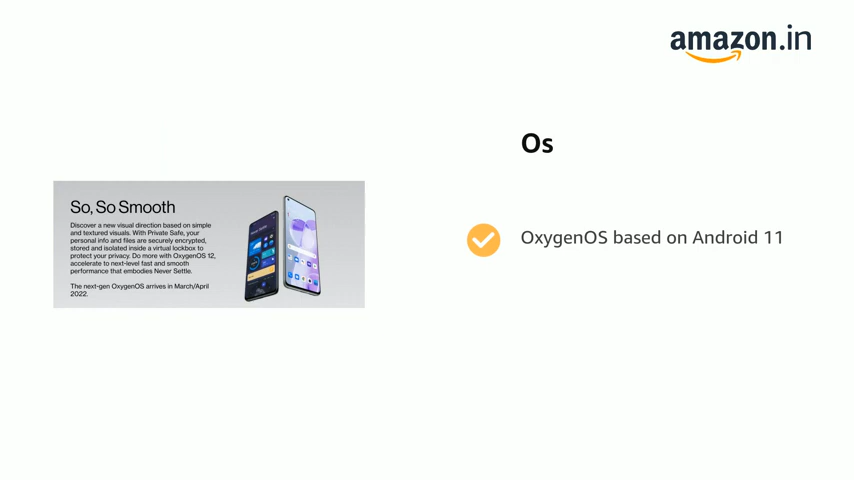 amazon.in
Os
OxygenOS based on Android 11
So, So Smooth
Discover a new visual direction based on simple
and textured visuals. With Private Safe, your
personal info and files are securely encrypted,
stored and isolated inside a virtual lockbox to
protect your privacy. Do more with OxygenOS 12,
accelerate to next-level fast and smooth
performance that embodies Never Settle.
The next-gen OxygenOS arrives in March/April
2022.